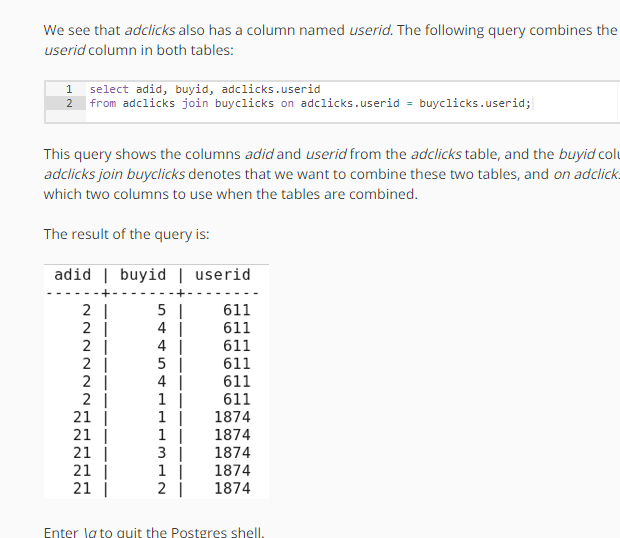 We see that adclicks also has a column named userid. The following query combines the
userid column in both tables:
1 select adid, buyid, adclicks.userid
2 from adclicks join buyclicks on adclicks.userid = buyclicks.userid;
This query shows the columns adid and userid from the adclicks table, and the buyid
adclicks join buyclicks denotes that we want to combine these two tables, and on
which two columns to use when the tables are combined.
The result of the query is:
adid | buyid | userid
------+-------+--------
2 | 5 | 611
2 | 4 | 611
2 | 4 | 611
2 | 5 | 611
2 | 4 | 611
2 | 1 | 611
21 | 1 | 1874
21 | 1 | 1874
21 | 3 | 1874
21 | 1 | 1874
21 | 2 | 1874
Enter \q to quit the Postgres shell.